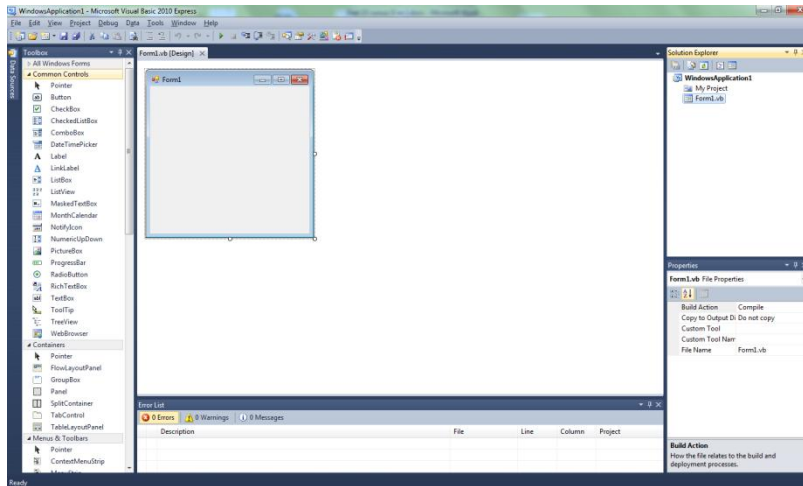 WindowsApplication1 - Microsoft Visual Basic 2010 Express
File Edit View Project Debug Data Tools Window Help
Data Sources
Toolbox
All Windows Forms
Common Controls
Pointer
Button
CheckBox
CheckedListBox
ComboBox
DateTimePicker
Label
LinkLabel
ListBox
ListView
MaskedTextBox
MonthCalendar
NotifyIcon
NumericUpDown
PictureBox
ProgressBar
RadioButton
RichTextBox
TextBox
ToolTip
TreeView
WebBrowser
Containers
Pointer
FlowLayoutPanel
GroupBox
Panel
SplitContainer
TabControl
TableLayoutPanel
Menus & Toolbars
Pointer
ContextMenuStrip
Form1.vb [Design]
Form1
Error List
0 Errors 0 Warnings 0 Messages
Description File Line Column Project
Solution Explorer
WindowsApplication1
My Project
Form1.vb
Properties
Form1.vb File Properties
Build Action Compile
Copy to Output Di Do not copy
Custom Tool
Custom Tool Nam
File Name Form1.vb
Build Action
How the file relates to the build and
deployment processes.
Ready